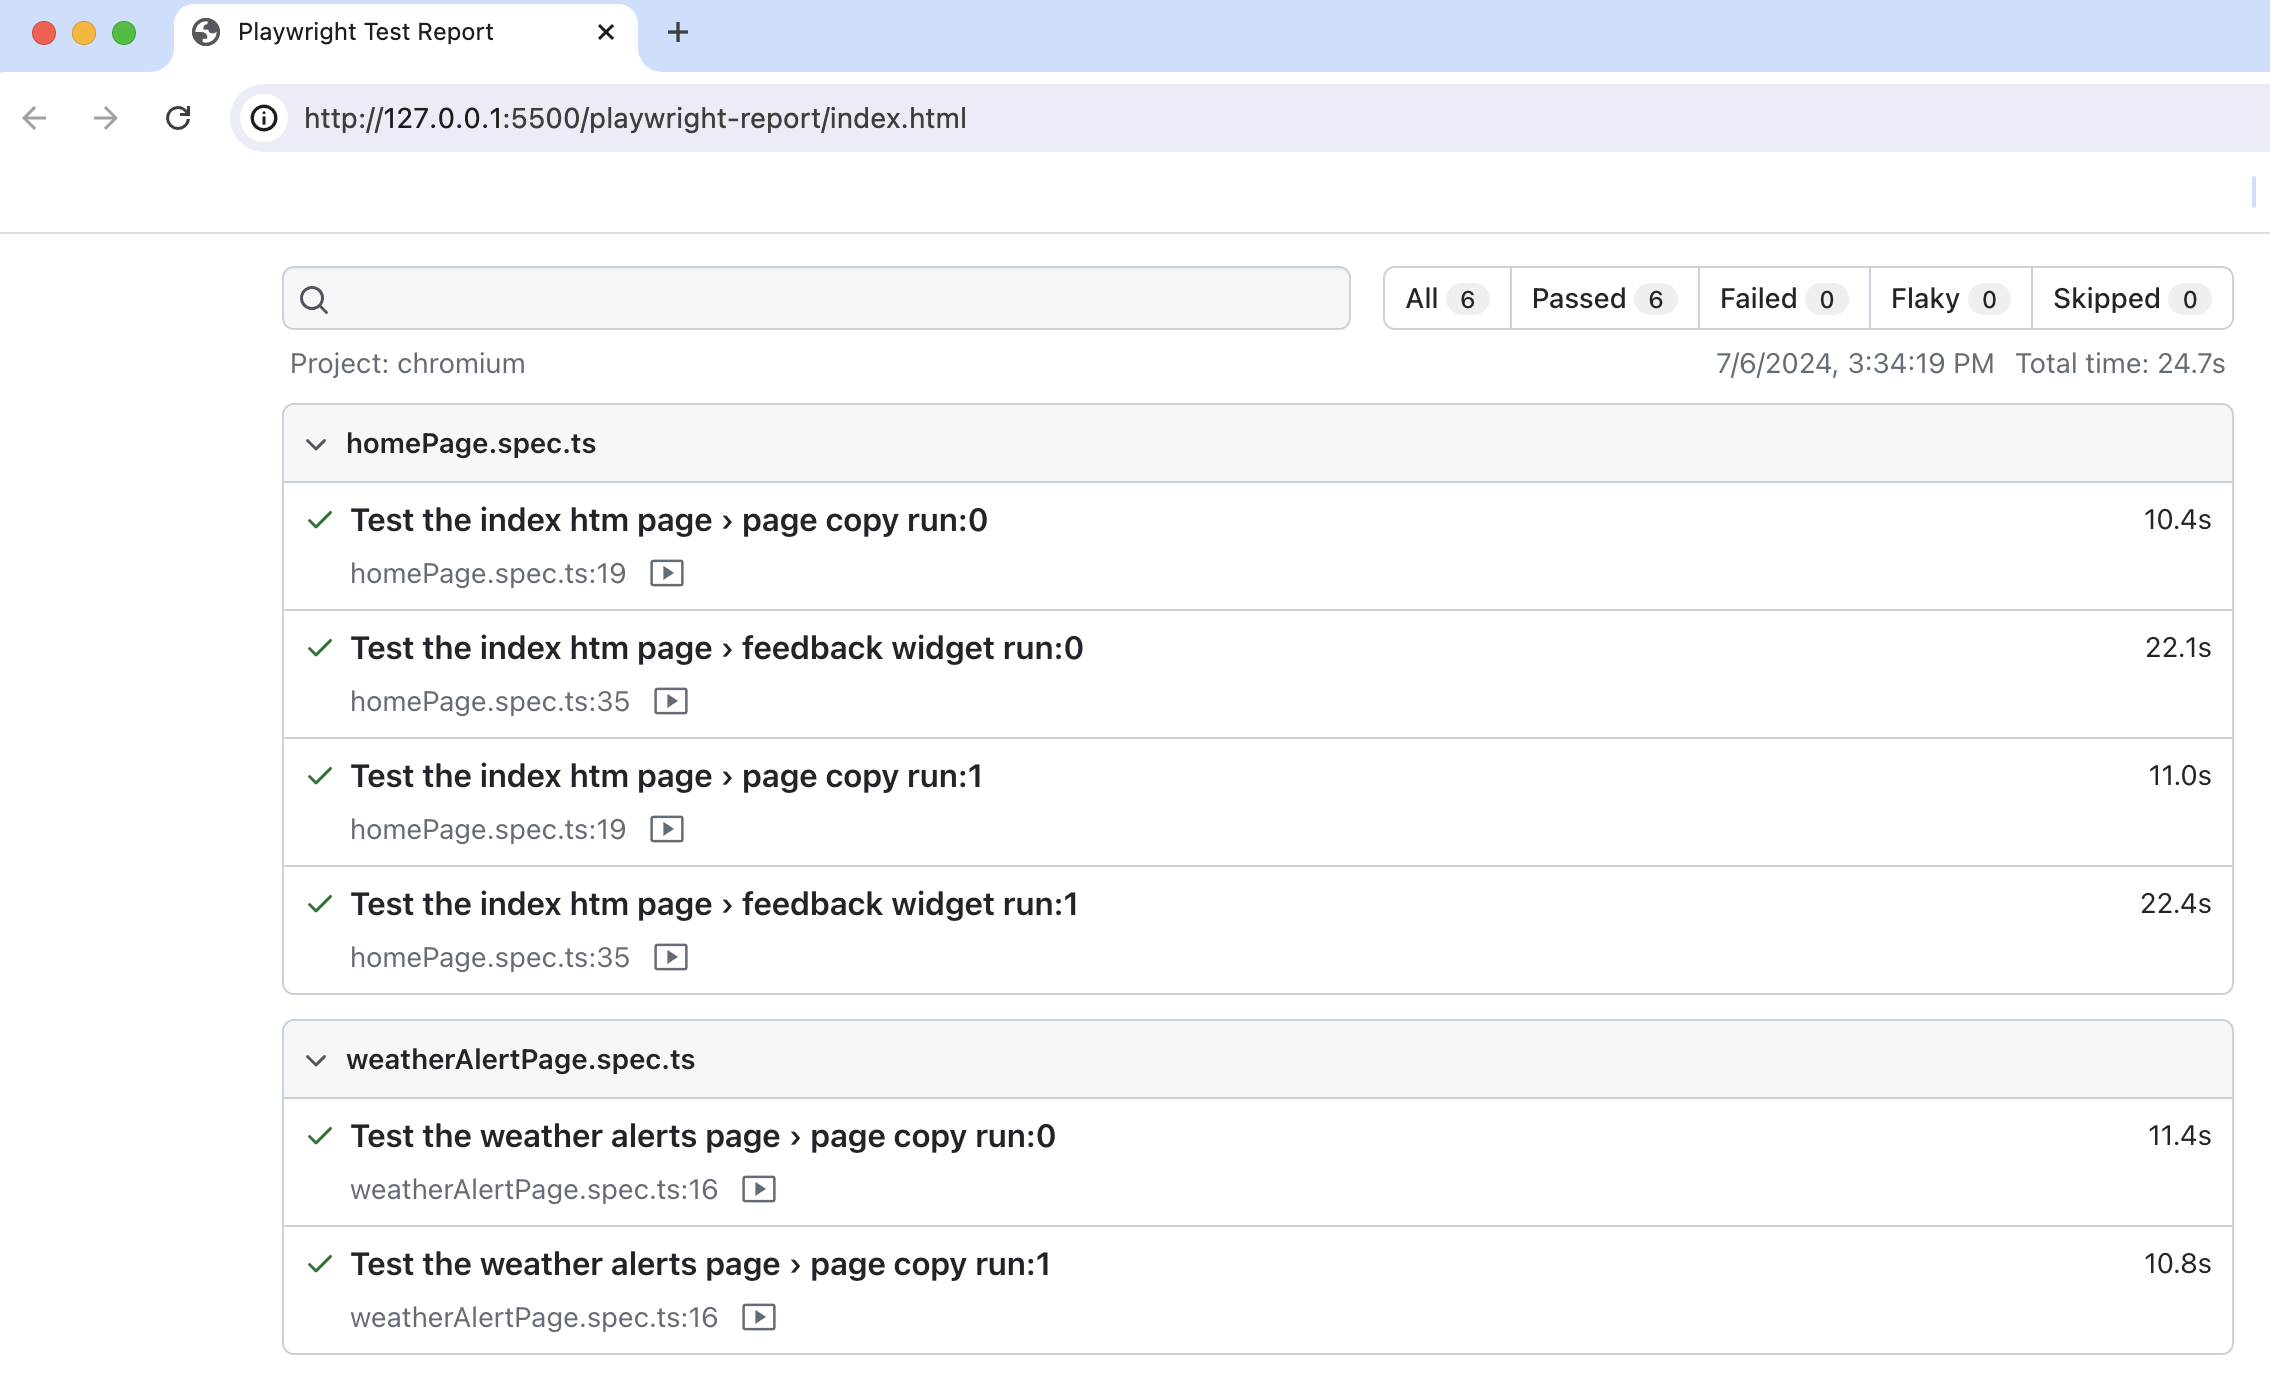 Playwright Test Report
http://127.0.0.1:5500/playwright-report/index.html
All 6 Passed 6 Failed 0 Flaky 0 Skipped 0
Project: chromium 7/6/2024, 3:34:19 PM Total time: 24.7s
homePage.spec.ts
Test the index htm page › page copy run:0 10.4s
homePage.spec.ts:19
Test the index htm page › feedback widget run:0 22.1s
homePage.spec.ts:35
Test the index htm page › page copy run:1 11.0s
homePage.spec.ts:19
Test the index htm page › feedback widget run:1 22.4s
homePage.spec.ts:35
weatherAlertPage.spec.ts
Test the weather alerts page › page copy run:0 11.4s
weatherAlertPage.spec.ts:16
Test the weather alerts page › page copy run:1 10.8s
weatherAlertPage.spec.ts:16